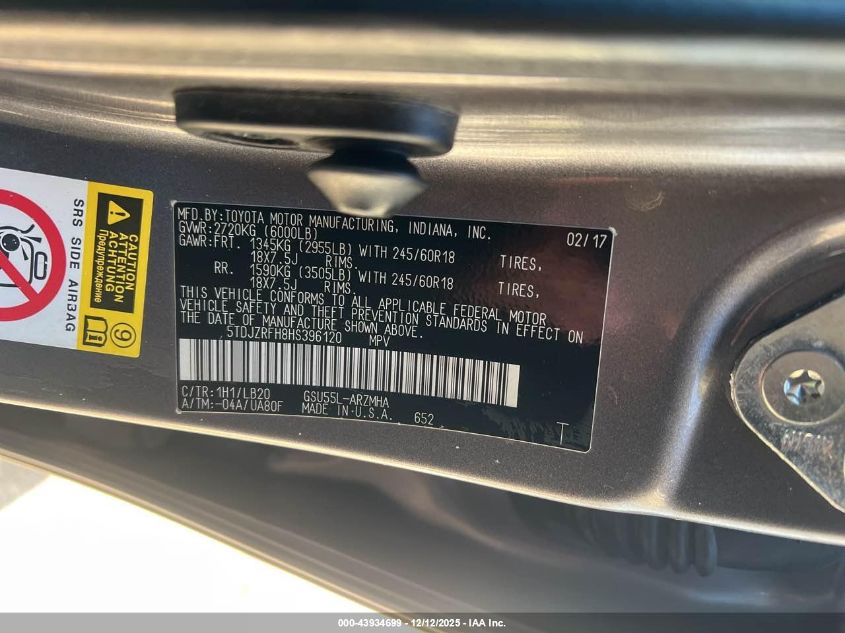 SRS SIDE AIRBAG
CAUTION
ATTENTION
ACHTUNG
Предупреждение
9
MFD.BY:TOYOTA MOTOR MANUFACTURING, INDIANA, INC. 02/17
GVWR:2720KG (6000LB)
GAWR:FRT. 1345KG (2955LB) WITH 245/60R18 TIRES,
18X7.5J RIMS.
RR. 1590KG (3505LB) WITH 245/60R18 TIRES,
18X7.5J RIMS.
THIS VEHICLE CONFORMS TO ALL APPLICABLE FEDERAL MOTOR
VEHICLE SAFETY AND THEFT PREVENTION STANDARDS IN EFFECT ON
THE DATE OF MANUFACTURE SHOWN ABOVE.
5TDJZRFH8HS396120 MPV
C/TR:1H1/LB20 GSU55L-ARZMHA
A/TM:-04A/UA80F MADE IN U.S.A. 652 T
000-43934699 - 12/12/2025 - IAA Inc.